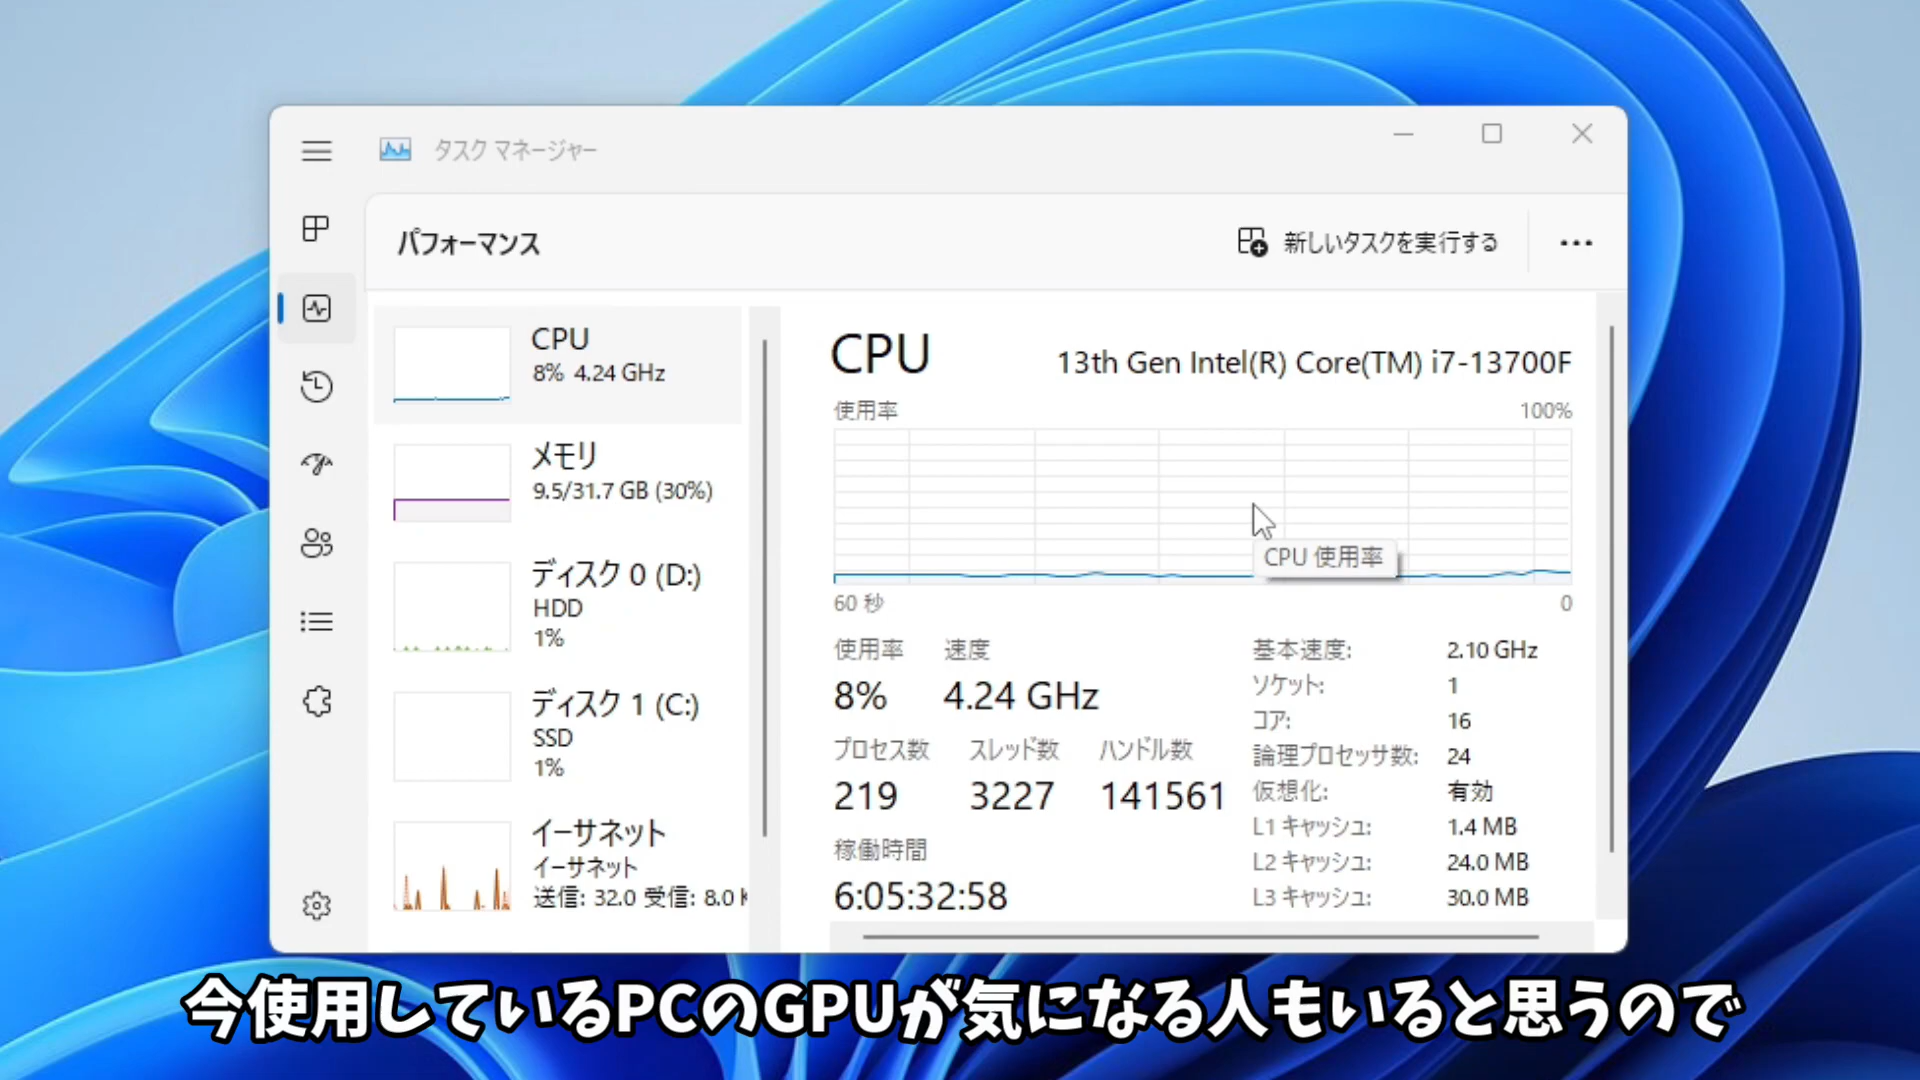 タスク マネージャー
パフォーマンス
新しいタスクを実行する
CPU
8% 4.24 GHz
メモリ
9.5/31.7 GB (30%)
ディスク 0 (D:)
HDD
1%
ディスク 1 (C:)
SSD
1%
イーサネット
イーサネット
送信: 32.0 受信: 8.0 K
CPU
13th Gen Intel(R) Core(TM) i7-13700F
使用率
100%
CPU 使用率
60 秒
0
使用率 速度
8% 4.24 GHz
プロセス数 スレッド数 ハンドル数
219 3227 141561
稼働時間
6:05:32:58
基本速度: 2.10 GHz
ソケット: 1
コア: 16
論理プロセッサ数: 24
仮想化: 有効
L1 キャッシュ: 1.4 MB
L2 キャッシュ: 24.0 MB
L3 キャッシュ: 30.0 MB
今使用しているPCのGPUが気になる人もいると思うので